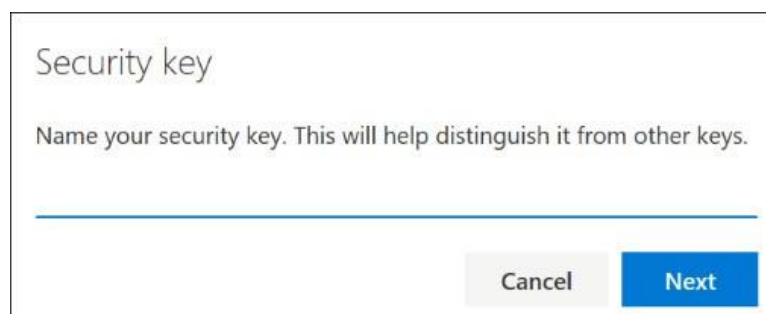 Security key
Name your security key. This will help distinguish it from other keys.
Cancel Next